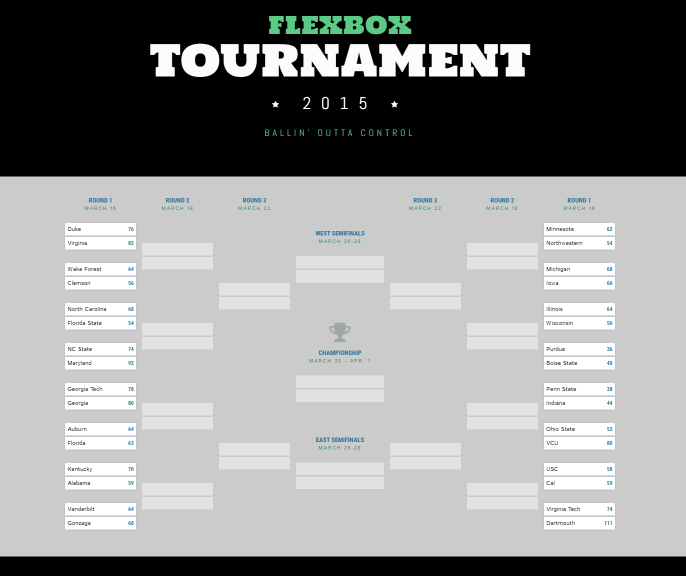 FLEXBOX
TOURNAMENT
★ 2015 ★
BALLIN' OUTTA CONTROL
ROUND 1
MARCH 16
Duke 76
Virginia 82
Wake Forest 64
Clemson 56
North Carolina 68
Florida State 54
NC State 74
Maryland 92
Georgia Tech 78
Georgia 80
Auburn 64
Florida 63
Kentucky 70
Alabama 59
Vanderbilt 64
Gonzaga 68
ROUND 2
MARCH 18
ROUND 3
MARCH 22
WEST SEMIFINALS
MARCH 26-28
CHAMPIONSHIP
MARCH 30 - APR. 1
EAST SEMIFINALS
MARCH 26-28
ROUND 3
MARCH 22
ROUND 2
MARCH 18
ROUND 1
MARCH 16
Minnesota 62
Northwestern 54
Michigan 68
Iowa 66
Illinois 64
Wisconsin 56
Purdue 36
Boise State 40
Penn State 38
Indiana 44
Ohio State 52
VCU 80
USC 58
Cal 59
Virginia Tech 74
Dartmouth 111